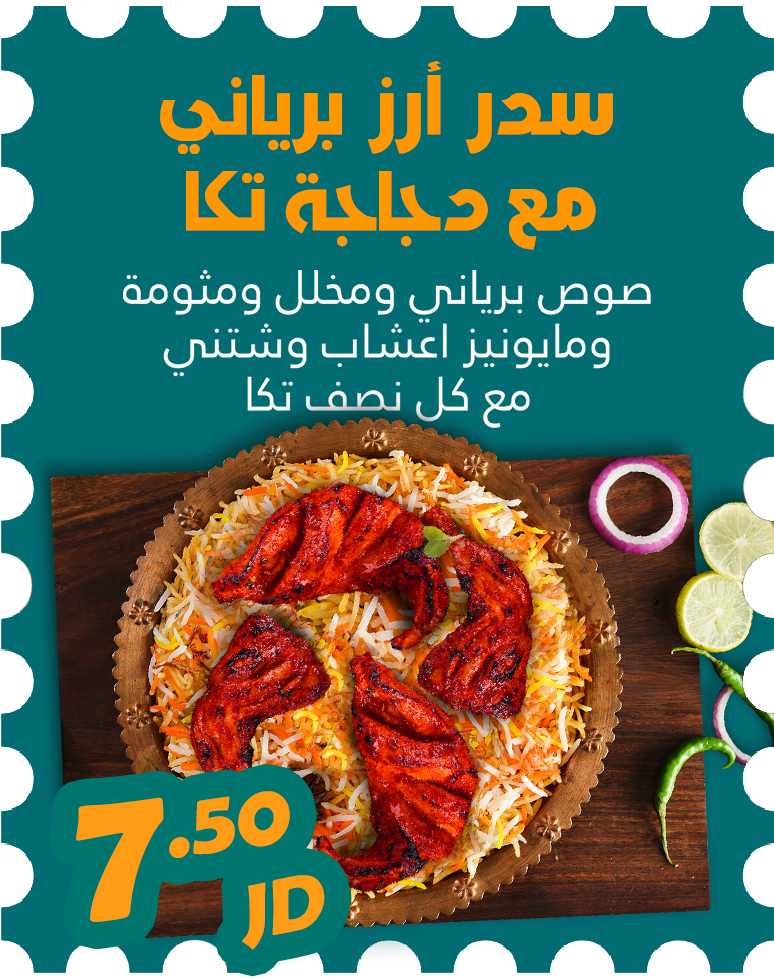 سدر أرز برياني
مع دجاجة تكا
صوص برياني ومخلل ومثومة
ومايونيز اعشاب وشتني
مع كل نصف تكا
7.50
JD